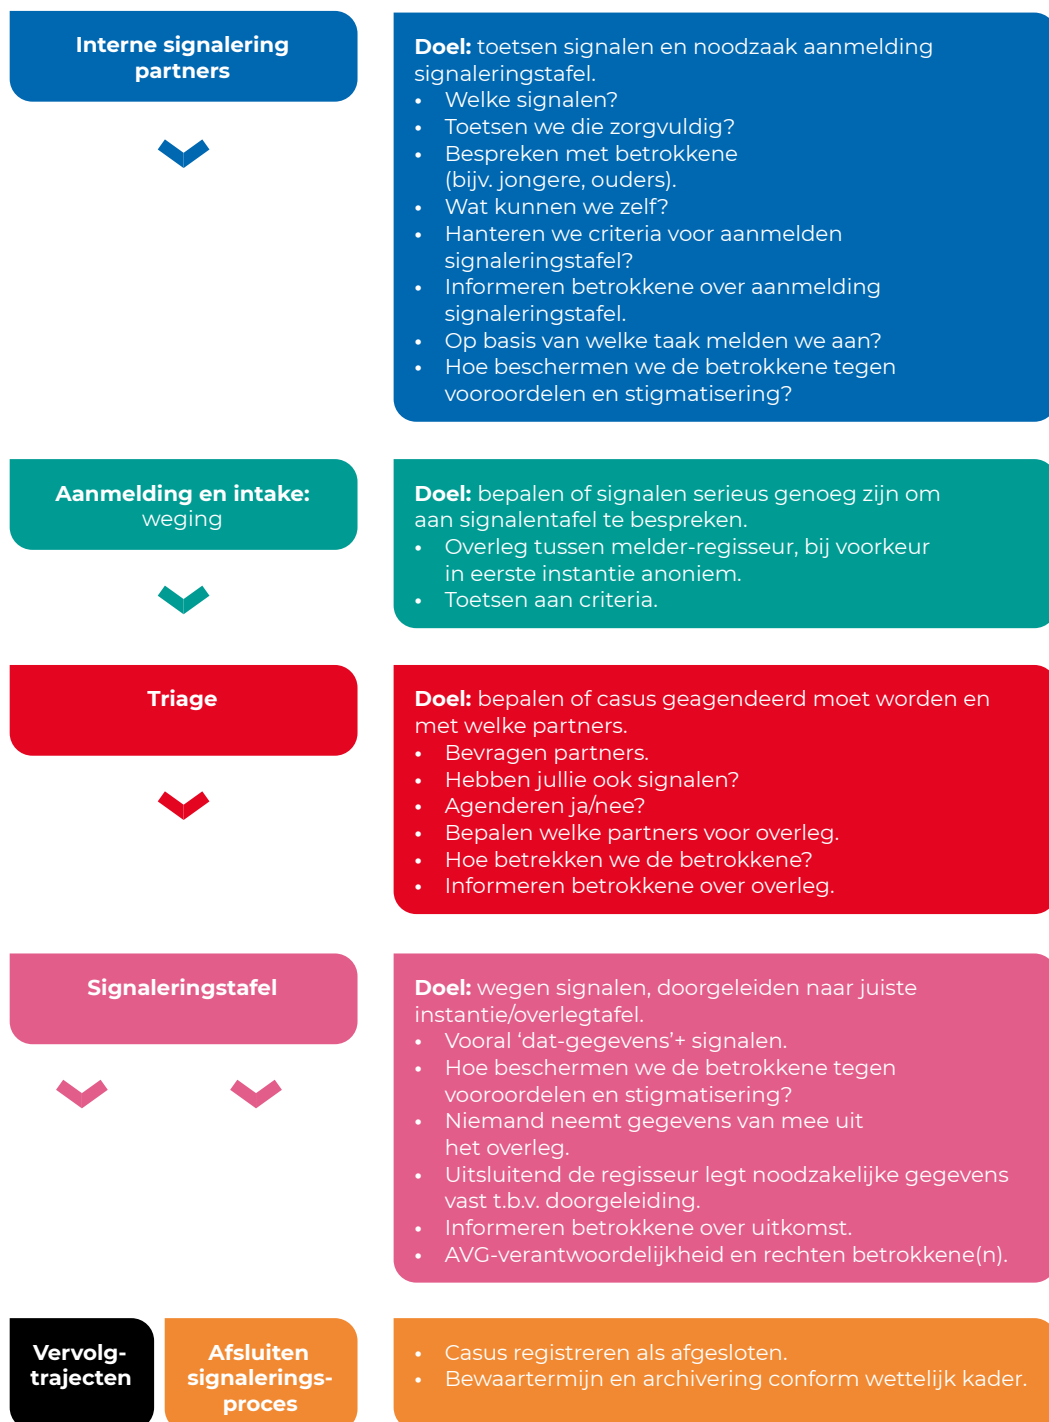 Interne signalering
partners
Doel: toetsen signalen en noodzaak aanmelding
signaleringstafel.
• Welke signalen?
• Toetsen we die zorgvuldig?
• Bespreken met betrokkene
(bijv. jongere, ouders).
• Wat kunnen we zelf?
• Hanteren we criteria voor aanmelden
signaleringstafel?
• Informeren betrokkene over aanmelding
signaleringstafel.
• Op basis van welke taak melden we aan?
• Hoe beschermen we de betrokkene tegen
vooroordelen en stigmatisering?
Aanmelding en intake:
weging
Doel: bepalen of signalen serieus genoeg zijn om
aan signalentafel te bespreken.
• Overleg tussen melder-regisseur, bij voorkeur
in eerste instantie anoniem.
• Toetsen aan criteria.
Triage
Doel: bepalen of casus geagendeerd moet worden en
met welke partners.
• Bevragen partners.
• Hebben jullie ook signalen?
• Agenderen ja/nee?
• Bepalen welke partners voor overleg.
• Hoe betrekken we de betrokkene?
• Informeren betrokkene over overleg.
Signaleringstafel
Doel: wegen signalen, doorgeleiden naar juiste
instantie/overlegtafel.
• Vooral ‘dat-gegevens’+ signalen.
• Hoe beschermen we de betrokkene tegen
vooroordelen en stigmatisering?
• Niemand neemt gegevens van mee uit
het overleg.
• Uitsluitend de regisseur legt noodzakelijke gegevens
vast t.b.v. doorgeleiding.
• Informeren betrokkene over uitkomst.
• AVG-verantwoordelijkheid en rechten betrokkene(n).
Vervolg-
trajecten
Afsluiten
signalerings-
proces
• Casus registreren als afgesloten.
• Bewaartermijn en archivering conform wettelijk kader.